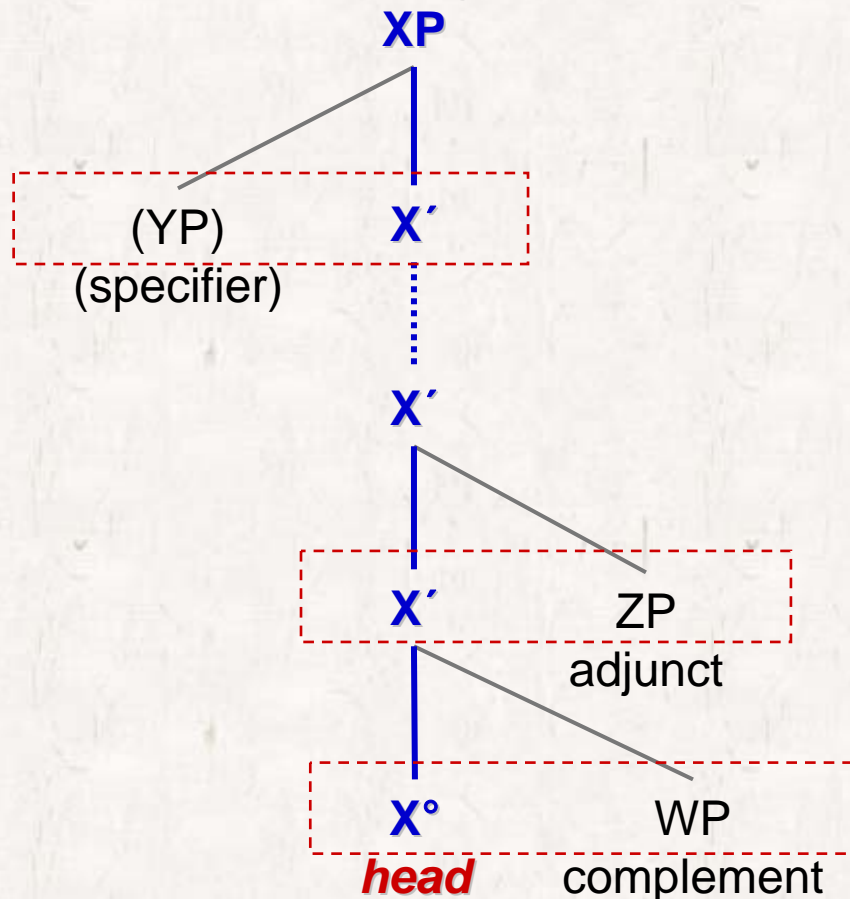 XP
(YP) X´
(specifier)
X´
X´ ZP
adjunct
X° WP
head complement